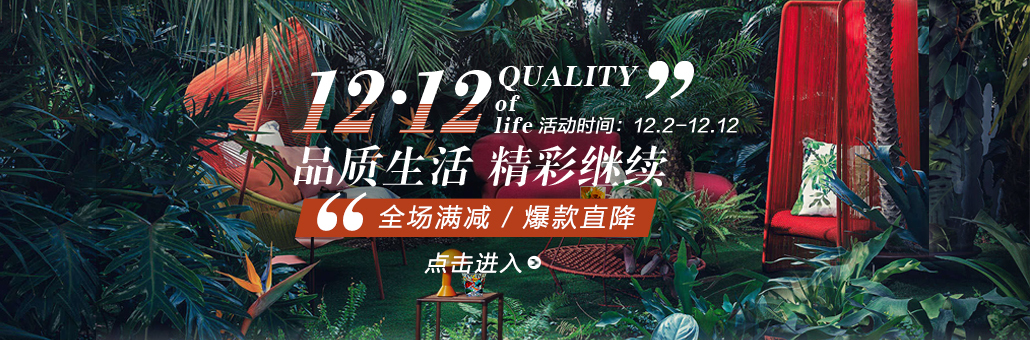 12·12 QUALITY ”
of
life 活动时间：12.2-12.12
品质生活 精彩继续
“ 全场满减 / 爆款直降
点击进入